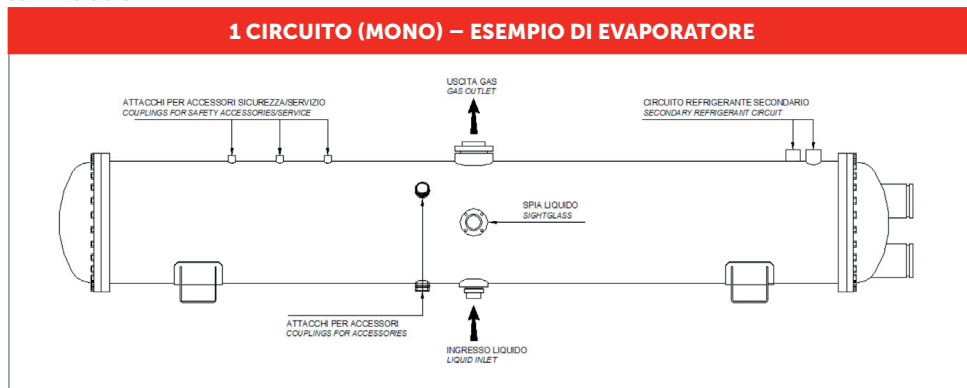 1 CIRCUITO (MONO) – ESEMPIO DI EVAPORATORE
USCITA GAS
GAS OUTLET
ATTACCHI PER ACCESSORI SICUREZZA/SERVIZIO
COUPLINGS FOR SAFETY ACCESSORIES/SERVICE
CIRCUITO REFRIGERANTE SECONDARIO
SECONDARY REFRIGERANT CIRCUIT
SPIA LIQUIDO
SIGHTGLASS
ATTACCHI PER ACCESSORI
COUPLINGS FOR ACCESSORIES
INGRESSO LIQUIDO
LIQUID INLET